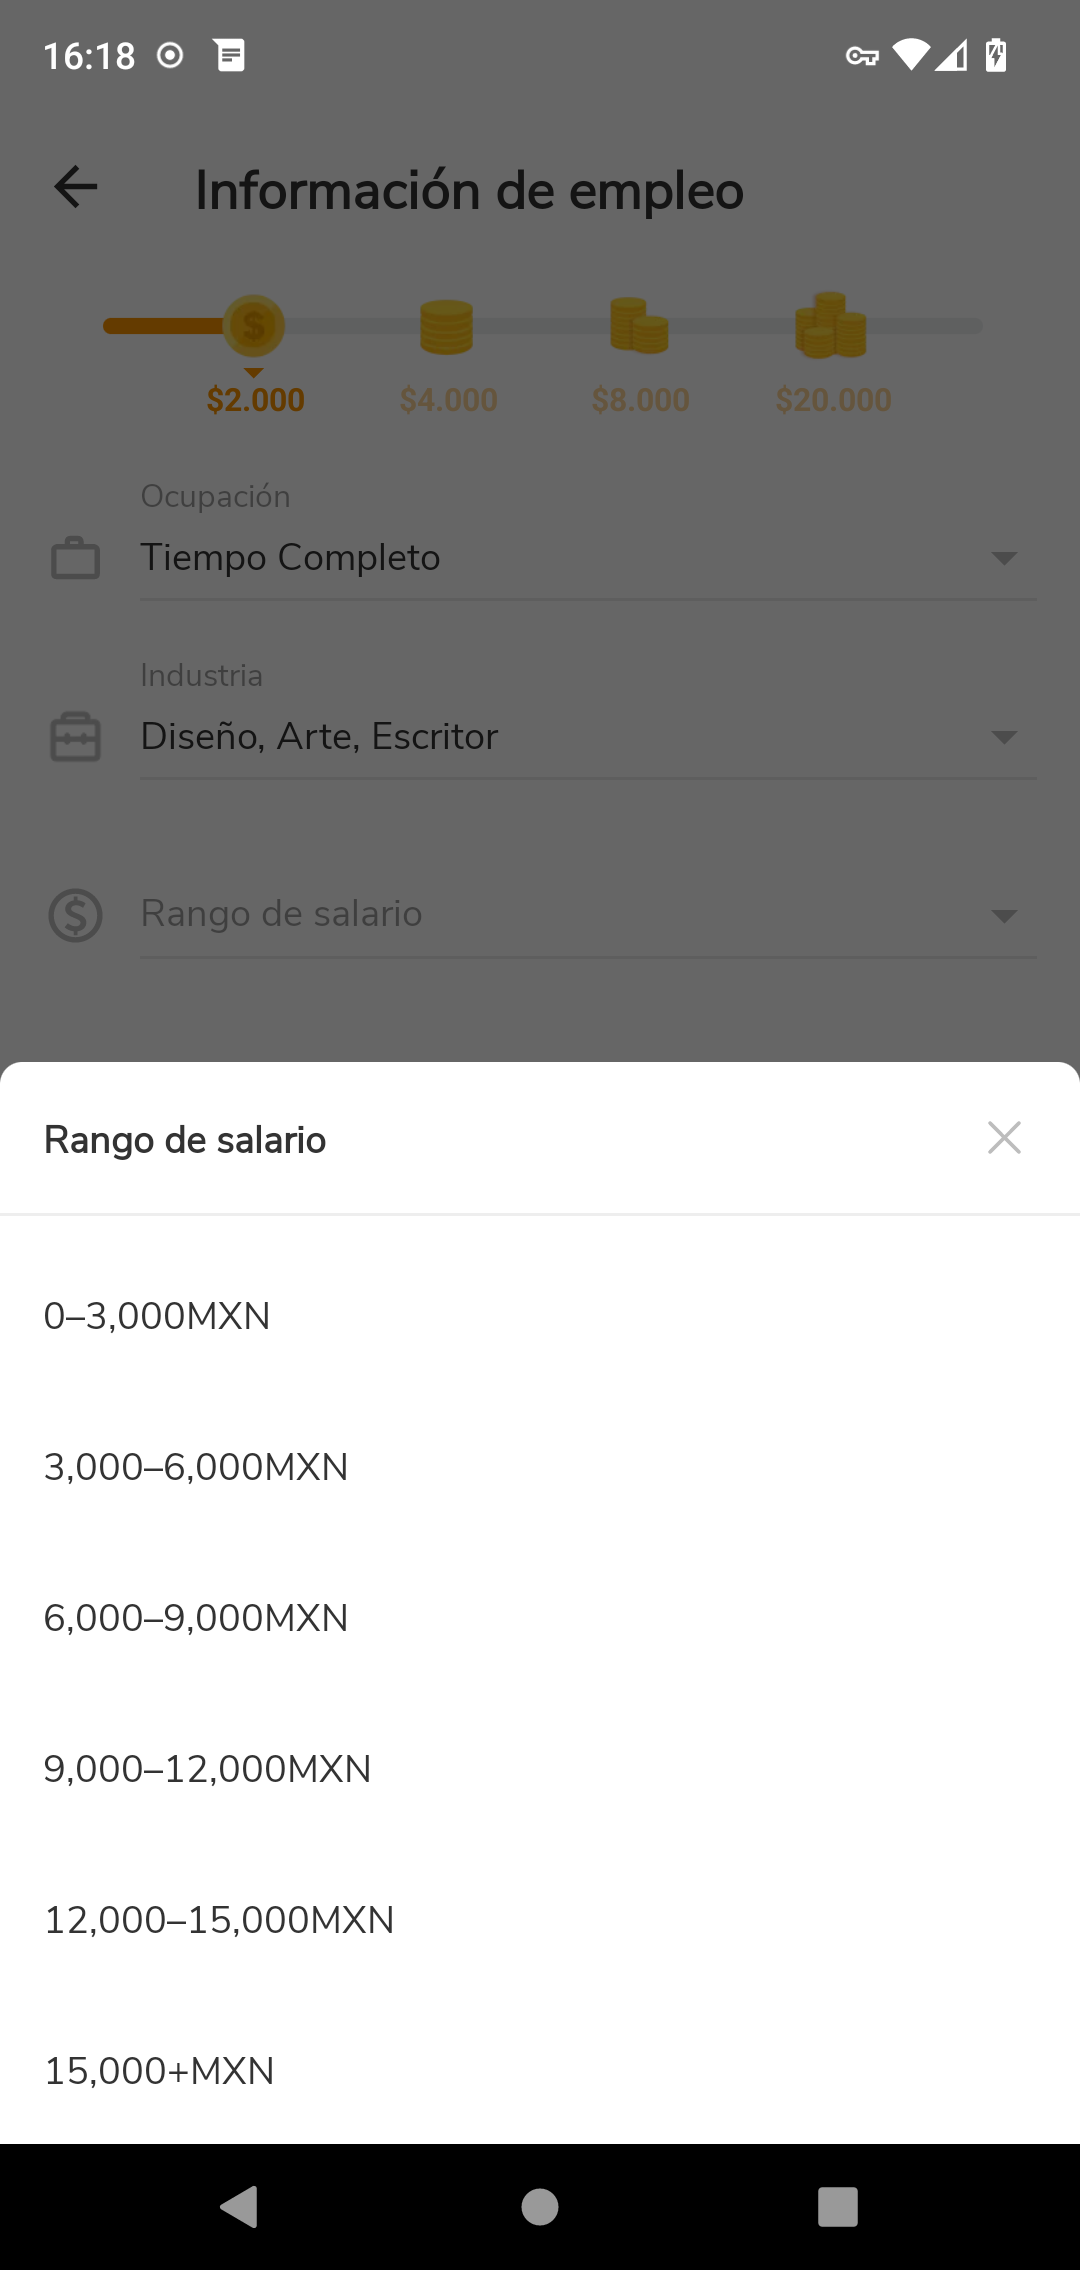 16:18
Información de empleo
$2.000 $4.000 $8.000 $20.000
Ocupación
Tiempo Completo
Industria
Diseño, Arte, Escritor
Rango de salario
Rango de salario
0–3,000MXN
3,000–6,000MXN
6,000–9,000MXN
9,000–12,000MXN
12,000–15,000MXN
15,000+MXN